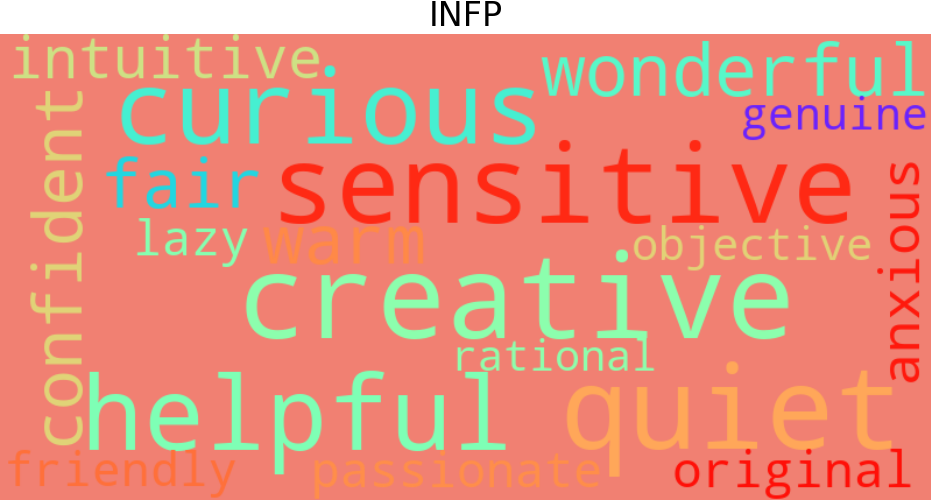 INFP
intuitive
wonderful
curious
genuine
confident
fair
sensitive
anxious
lazy
warm
objective
creative
rational
helpful
quiet
friendly
passionate
original